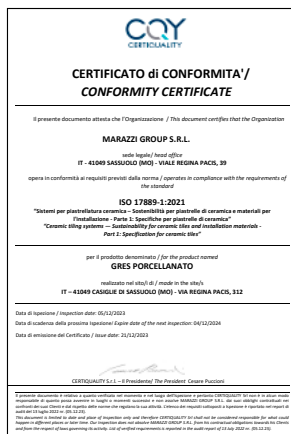 CQY
CERTIQUALITY
CERTIFICATO di CONFORMITA'/
CONFORMITY CERTIFICATE
Il presente documento attesta che l'Organizzazione / This document certifies that the Organization
MARAZZI GROUP S.R.L.
sede legale/ head office
IT - 41049 SASSUOLO (MO) - VIALE REGINA PACIS, 39
opera in conformità ai requisiti previsti dalla norma / operates in compliance with the requirements of
the standard
ISO 17889-1:2021
"Sistemi per piastrellatura ceramica – Sostenibilità per piastrelle di ceramica e materiali per
l'installazione - Parte 1: Specifiche per piastrelle di ceramica"
"Ceramic tiling systems — Sustainability for ceramic tiles and installation materials -
Part 1: Specification for ceramic tiles"
per il prodotto denominato / for the product named
GRES PORCELLANATO
realizzato nel sito/i di / made in the site/s
IT – 41049 CASIGLIE DI SASSUOLO (MO) - VIA REGINA PACIS, 312
Data di Ispezione / Inspection date: 05/12/2023
Data di scadenza della prossima Ispezione/ Expire date of the next inspection: 04/12/2024
Data di emissione del Certificato / Issue date: 21/12/2023
CERTIQUALITY S.r.l. – Il Presidente/ The President Cesare Puccioni